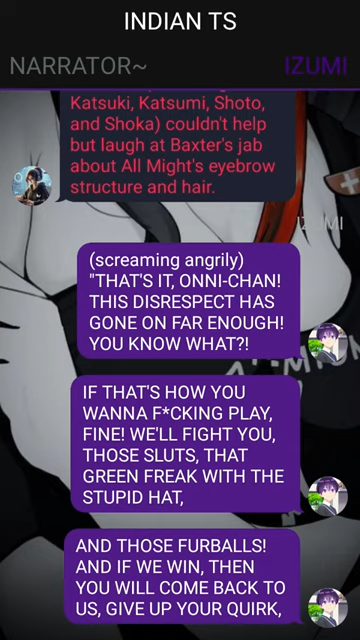 INDIAN TS
NARRATOR~
IZUMI
Katsuki, Katsumi, Shoto,
and Shoka) couldn't help
but laugh at Baxter's jab
about All Might's eyebrow
structure and hair.
IZUMI
(screaming angrily)
"THAT'S IT, ONNI-CHAN!
THIS DISRESPECT HAS
GONE ON FAR ENOUGH!
YOU KNOW WHAT?!
IF THAT'S HOW YOU
WANNA F*CKING PLAY,
FINE! WE'LL FIGHT YOU,
THOSE SLUTS, THAT
GREEN FREAK WITH THE
STUPID HAT,
AND THOSE FURBALLS!
AND IF WE WIN, THEN
YOU WILL COME BACK TO
US, GIVE UP YOUR QUIRK,